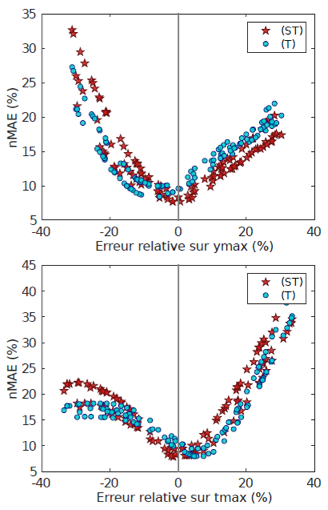 35
30
25
20
15
10
5
nMAE (%)
(ST)
(T)
-40 -20 0 20 40
Erreur relative sur ymax (%)
45
40
35
30
25
20
15
10
5
nMAE (%)
(ST)
(T)
-40 -20 0 20 40
Erreur relative sur tmax (%)